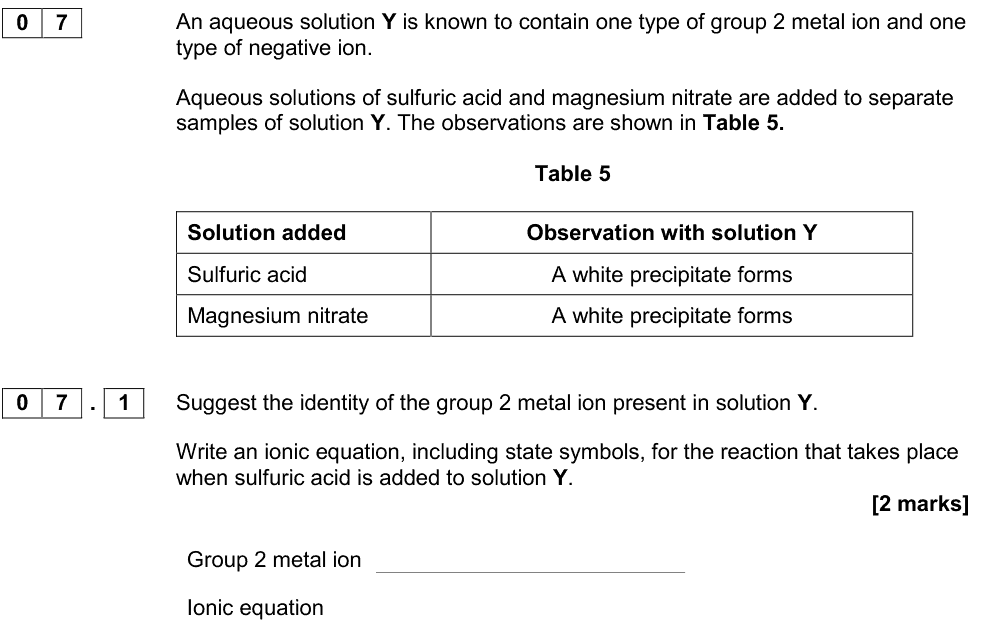 0 7 An aqueous solution Y is known to contain one type of group 2 metal ion and one
type of negative ion.
Aqueous solutions of sulfuric acid and magnesium nitrate are added to separate
samples of solution Y. The observations are shown in Table 5.
Table 5
Solution added Observation with solution Y
Sulfuric acid A white precipitate forms
Magnesium nitrate A white precipitate forms
0 7 . 1 Suggest the identity of the group 2 metal ion present in solution Y.
Write an ionic equation, including state symbols, for the reaction that takes place
when sulfuric acid is added to solution Y.
[2 marks]
Group 2 metal ion
Ionic equation